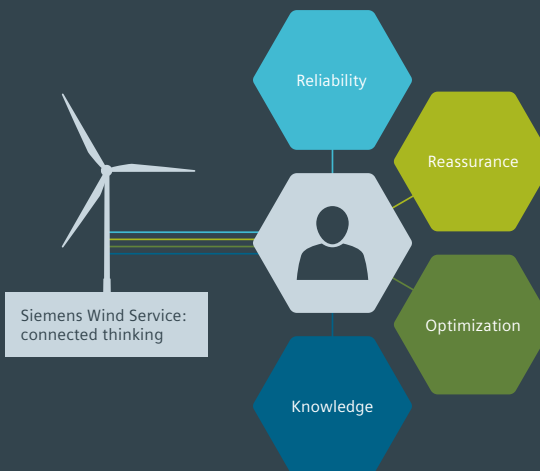 Reliability
Reassurance
Siemens Wind Service:
connected thinking
Optimization
Knowledge